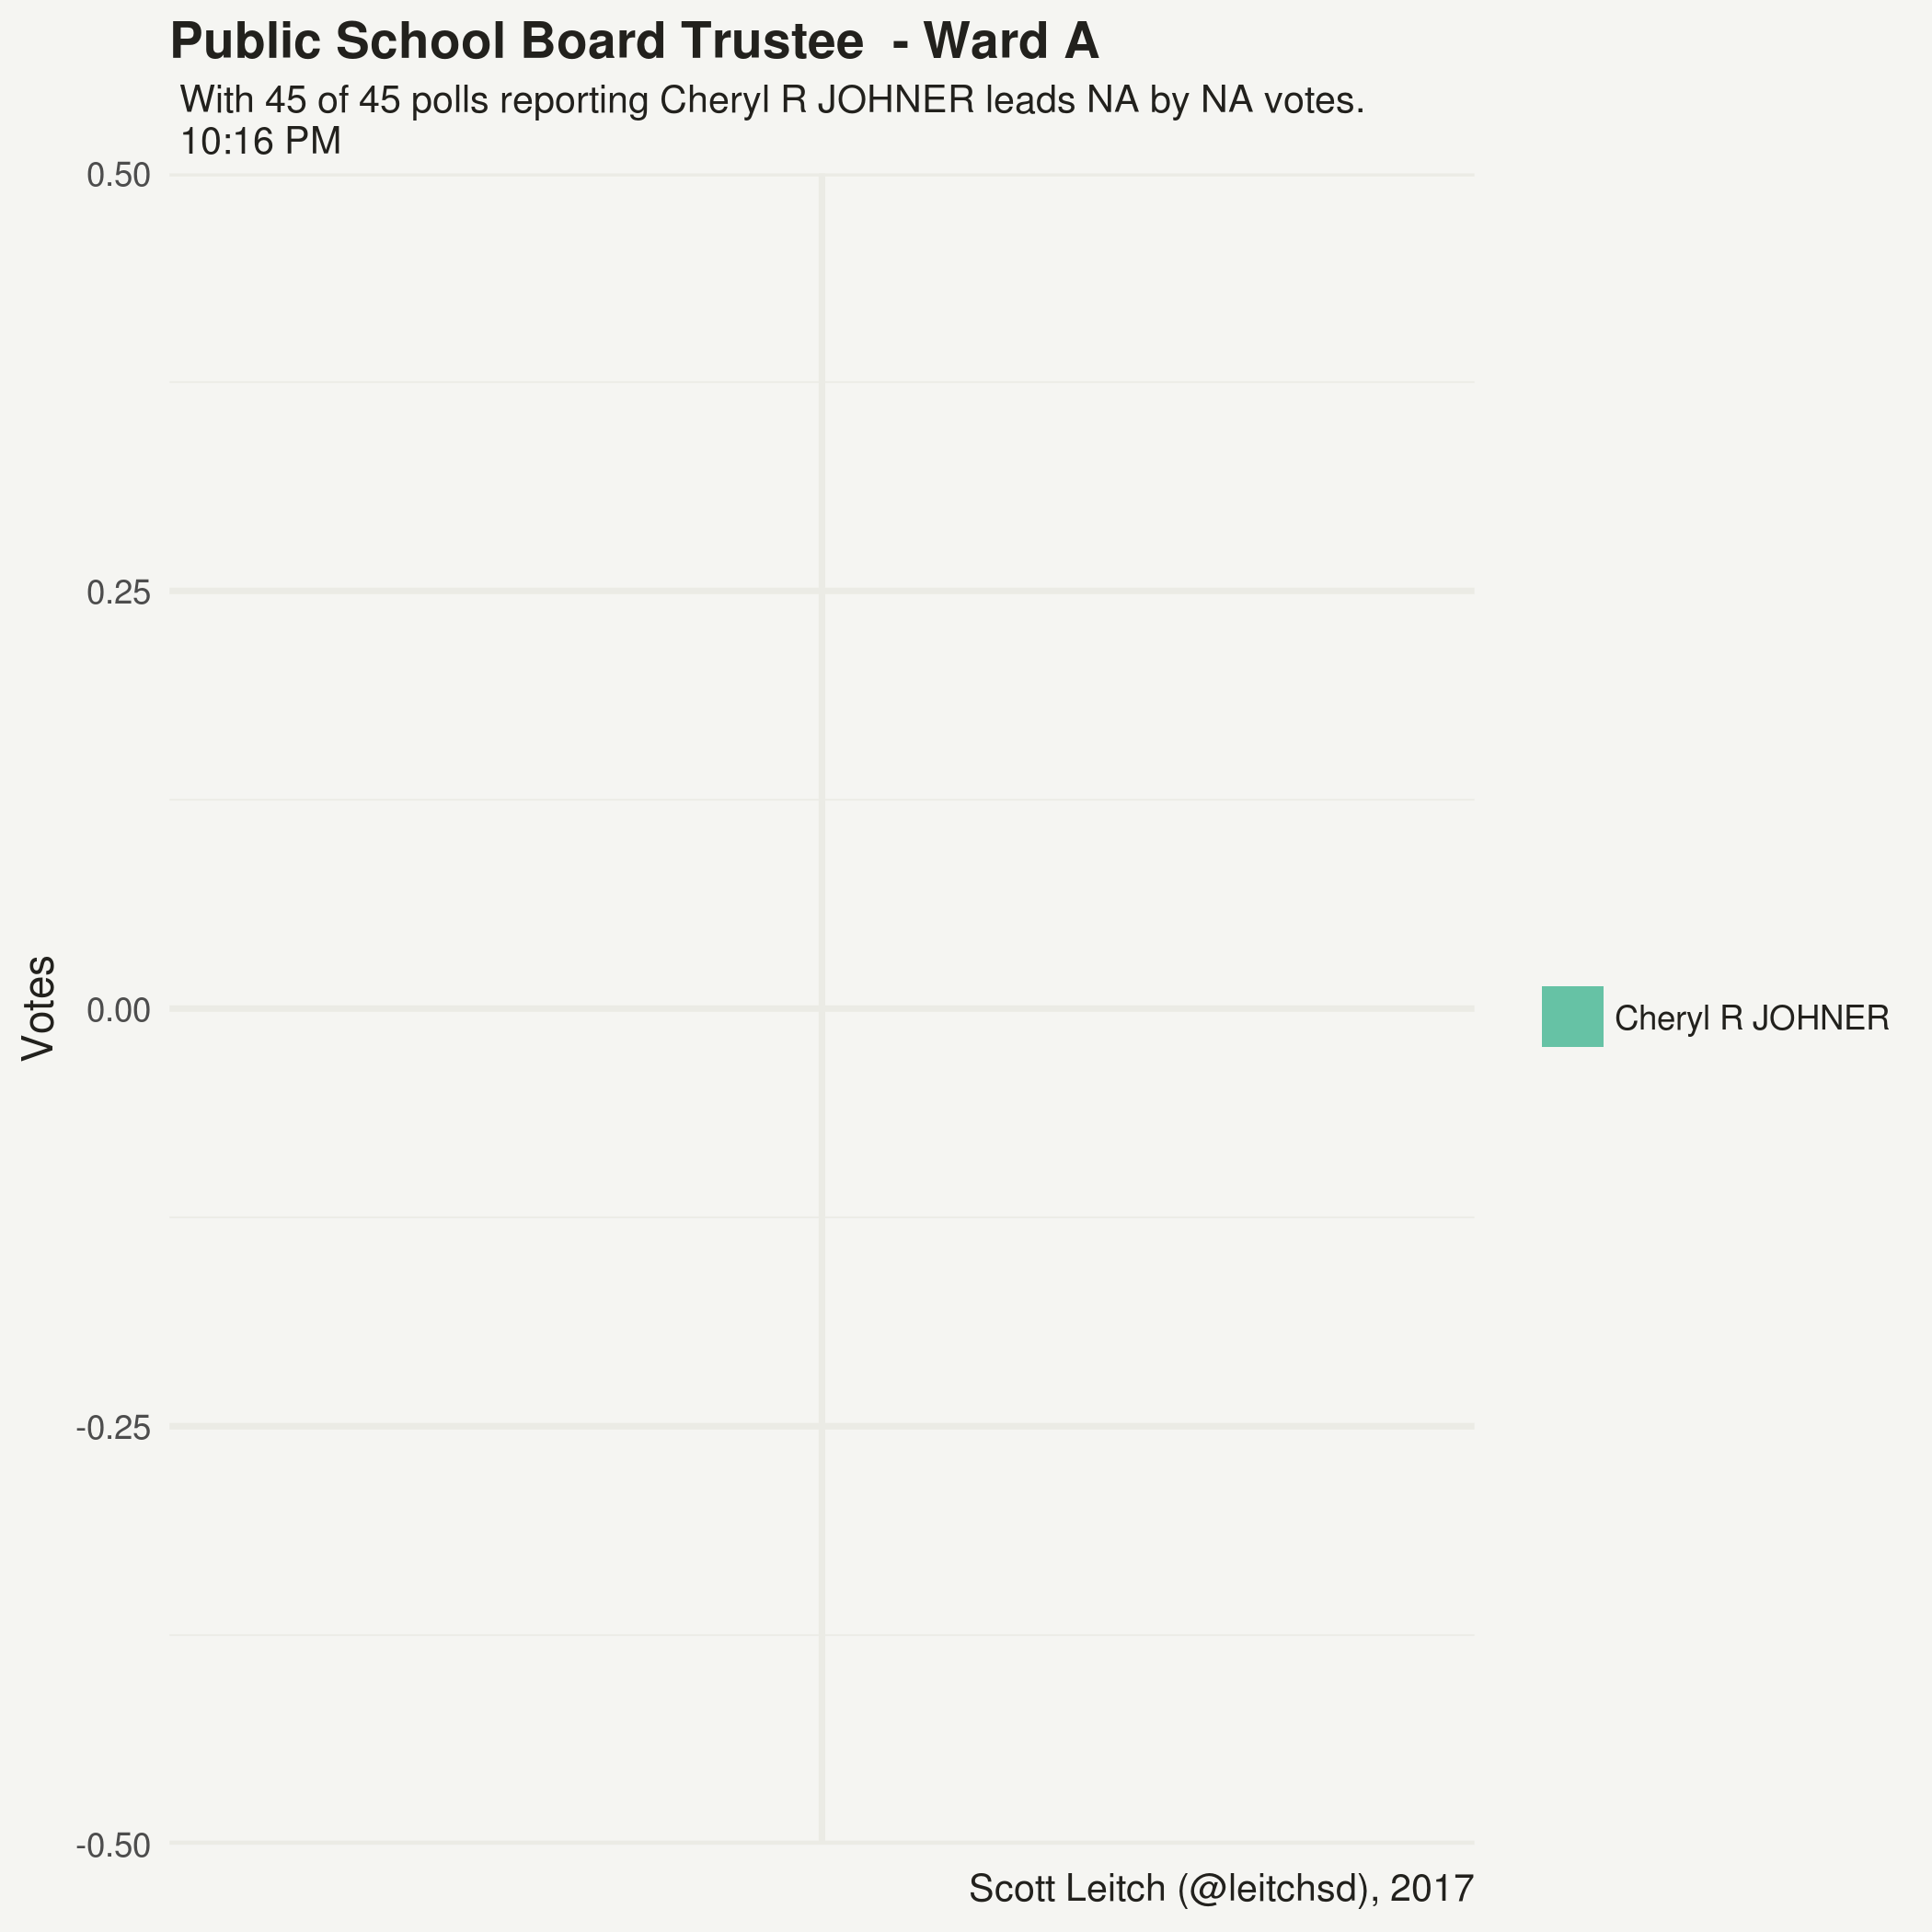 Public School Board Trustee  - Ward A
With 45 of 45 polls reporting Cheryl R JOHNER leads NA by NA votes.
10:16 PM
0.50
0.25
0.00
-0.25
-0.50
Votes
Cheryl R JOHNER
Scott Leitch (@leitchsd), 2017